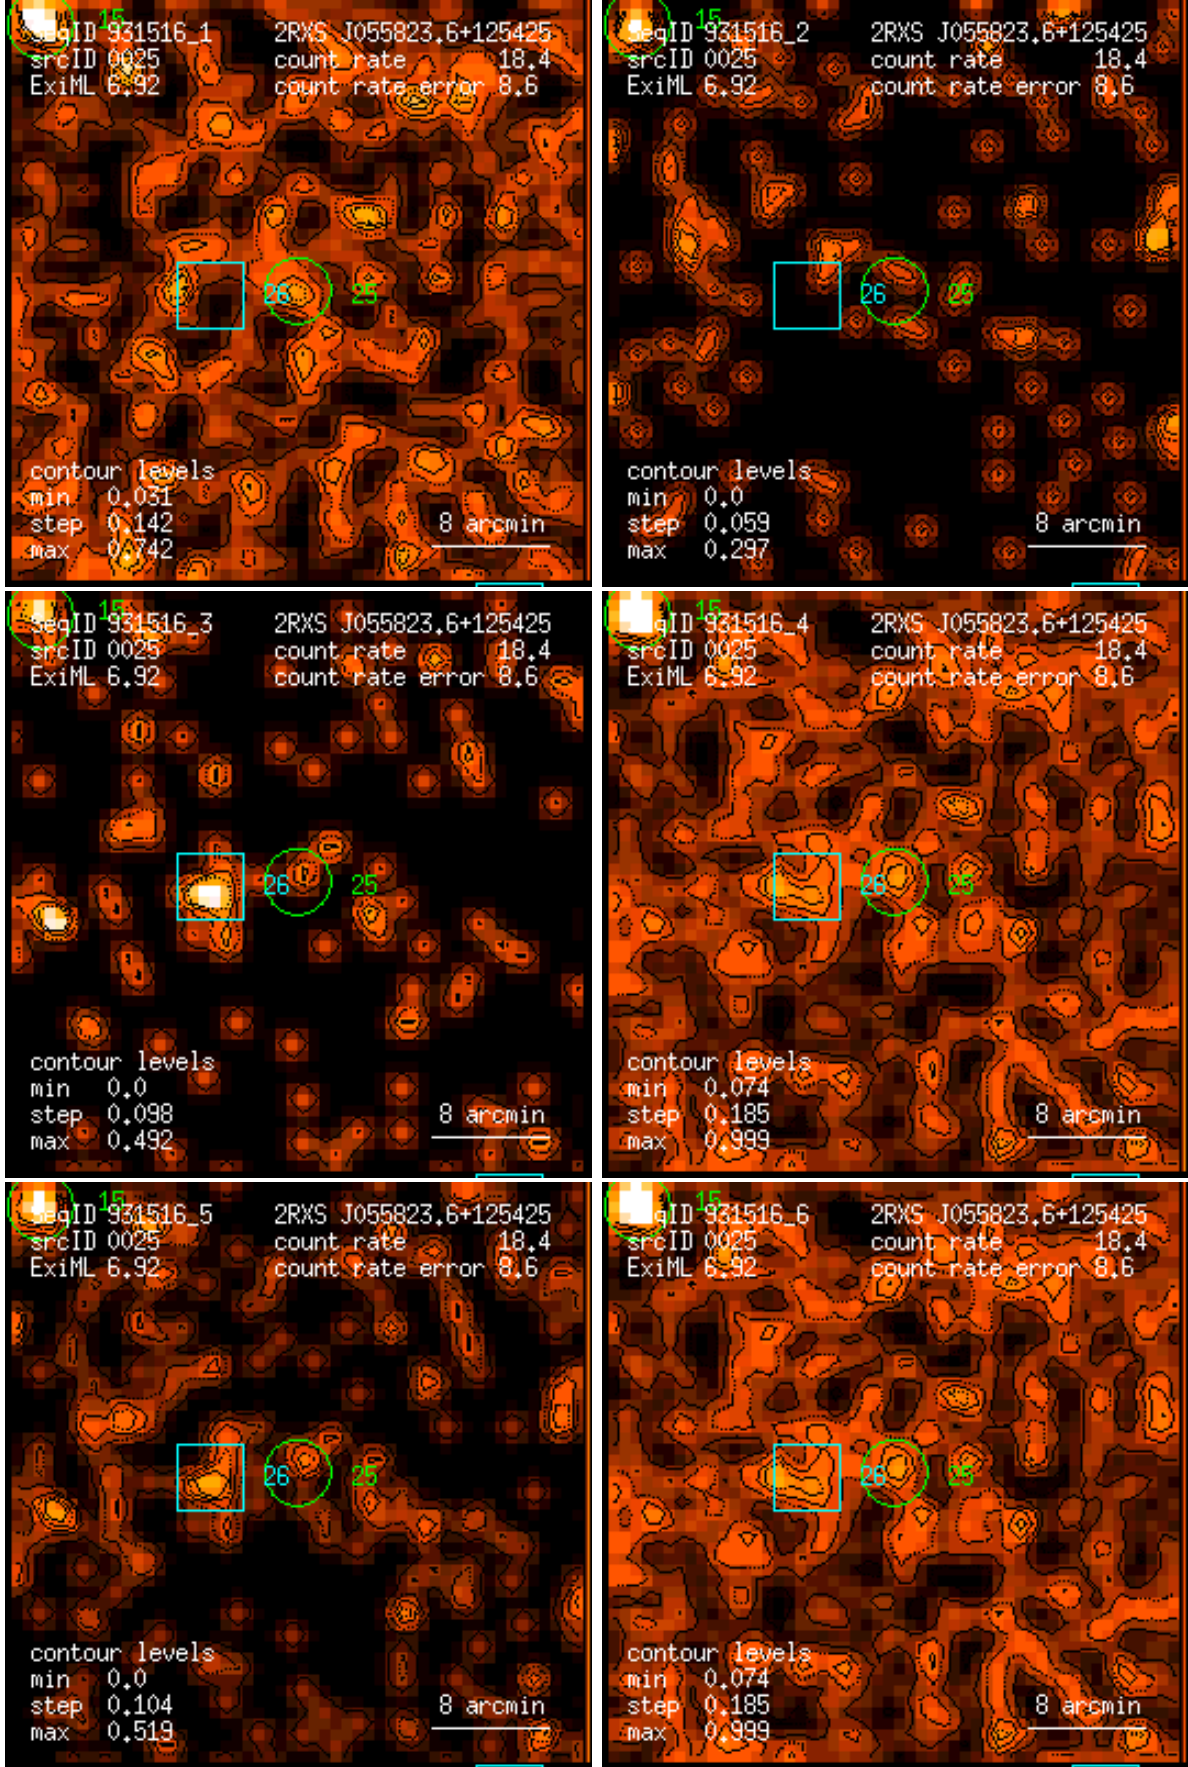 15
SeqID 931516_1 2RXS J055823.6+125425
srcID 0025 count rate 18.4
ExiML 6.92 count rate error 8.6
26 25
contour levels
min 0.031
step 0.142 8 arcmin
max 0.742
15
SeqID 931516_2 2RXS J055823.6+125425
srcID 0025 count rate 18.4
ExiML 6.92 count rate error 8.6
26 25
contour levels
min 0.0
step 0.059 8 arcmin
max 0.297
15
SeqID 931516_3 2RXS J055823.6+125425
srcID 0025 count rate 18.4
ExiML 6.92 count rate error 8.6
26 25
contour levels
min 0.0
step 0.098 8 arcmin
max 0.492
15
SeqID 931516_4 2RXS J055823.6+125425
srcID 0025 count rate 18.4
ExiML 6.92 count rate error 8.6
26 25
contour levels
min 0.074
step 0.185 8 arcmin
max 0.999
15
SeqID 931516_5 2RXS J055823.6+125425
srcID 0025 count rate 18.4
ExiML 6.92 count rate error 8.6
26 25
contour levels
min 0.0
step 0.104 8 arcmin
max 0.519
15
SeqID 931516_6 2RXS J055823.6+125425
srcID 0025 count rate 18.4
ExiML 6.92 count rate error 8.6
26 25
contour levels
min 0.074
step 0.185 8 arcmin
max 0.999